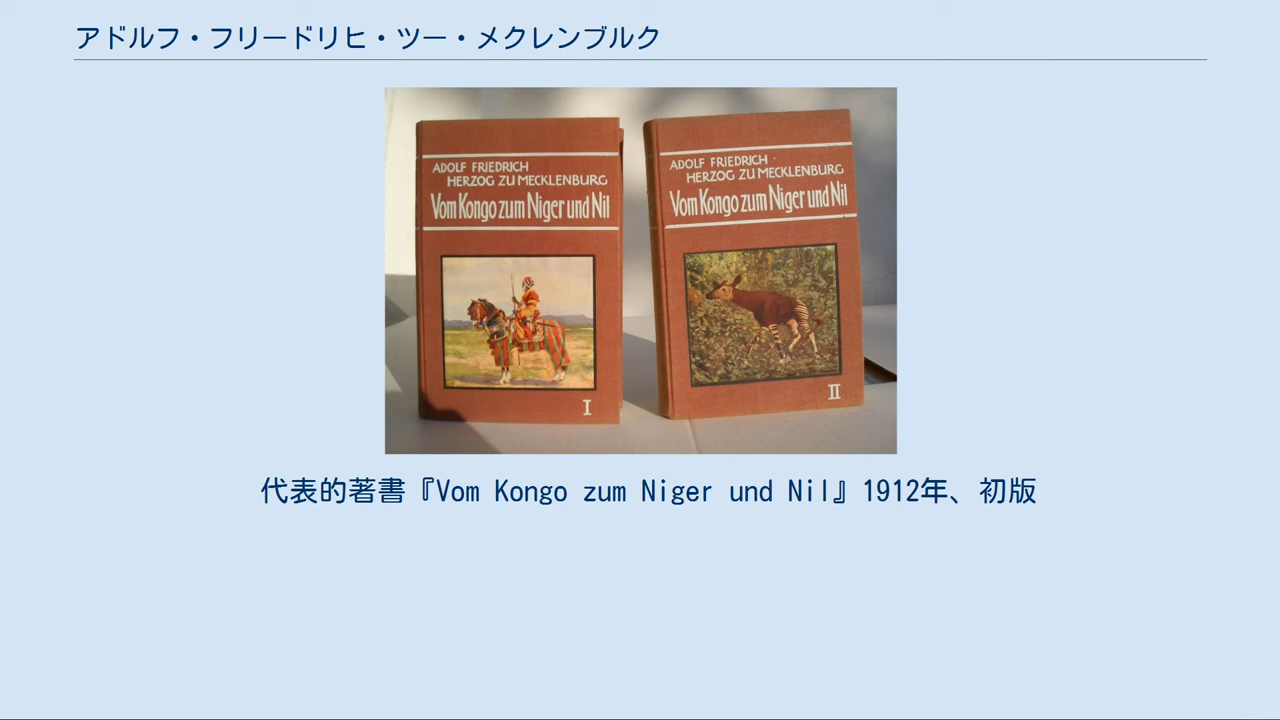 アドルフ・フリードリヒ・ツー・メクレンブルク
ADOLF FRIEDRICH
HERZOG ZU MECKLENBURG
Vom Kongo zum Niger und Nil
I
ADOLF FRIEDRICH
HERZOG ZU MECKLENBURG
Vom Kongo zum Niger und Nil
II
代表的著書『Vom Kongo zum Niger und Nil』1912年、初版